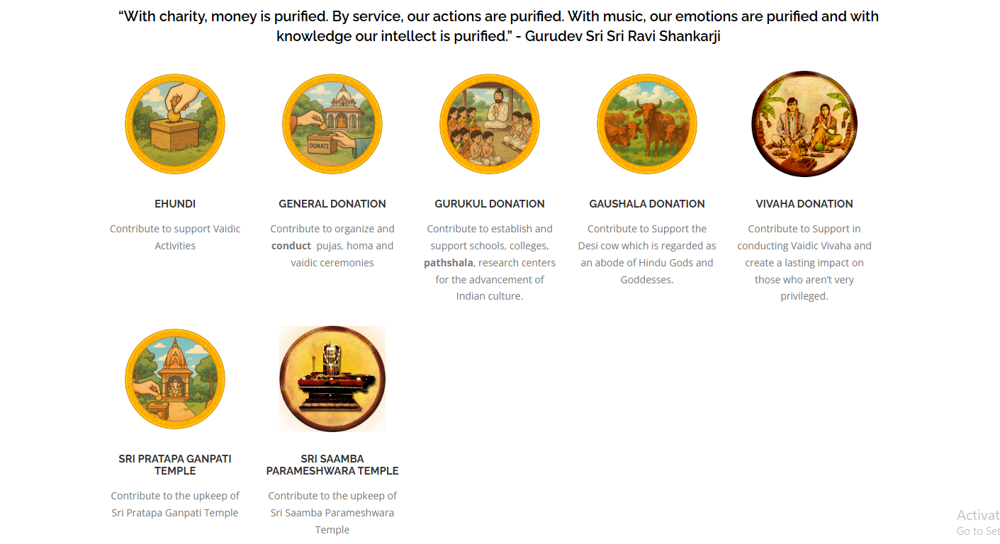 “With charity, money is purified. By service, our actions are purified. With music, our emotions are purified and with
knowledge our intellect is purified.” - Gurudev Sri Sri Ravi Shankarji
DONATE
EHUNDI
Contribute to support Vaidic
Activities
GENERAL DONATION
Contribute to organize and
conduct pujas, homa and
vaidic ceremonies
GURUKUL DONATION
Contribute to establish and
support schools, colleges,
pathshala, research centers
for the advancement of
Indian culture.
GAUSHALA DONATION
Contribute to Support the
Desi cow which is regarded as
an abode of Hindu Gods and
Goddesses.
VIVAHA DONATION
Contribute to Support in
conducting Vaidic Vivaha and
create a lasting impact on
those who aren’t very
privileged.
SRI PRATAPA GANPATI
TEMPLE
Contribute to the upkeep of
Sri Pratapa Ganpati Temple
SRI SAAMBA
PARAMESHWARA TEMPLE
Contribute to the upkeep of
Sri Saamba Parameshwara
Temple
Activat
Go to Set